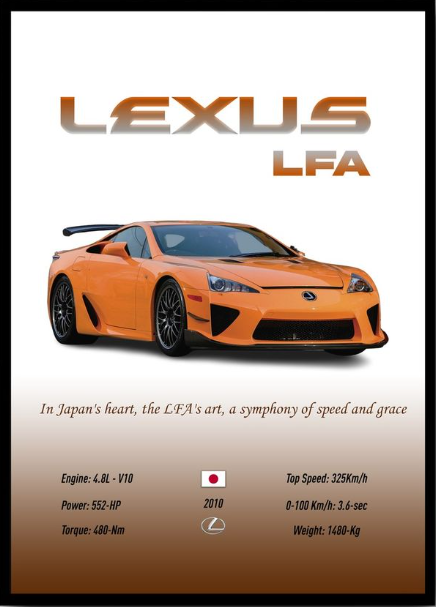 LEXUS
LFA
In Japan's heart, the LFA's art, a symphony of speed and grace
Engine: 4.8L - V10
Top Speed: 325Km/h
Power: 552-HP
2010
0-100 Km/h: 3.6-sec
Torque: 480-Nm
Weight: 1480-Kg